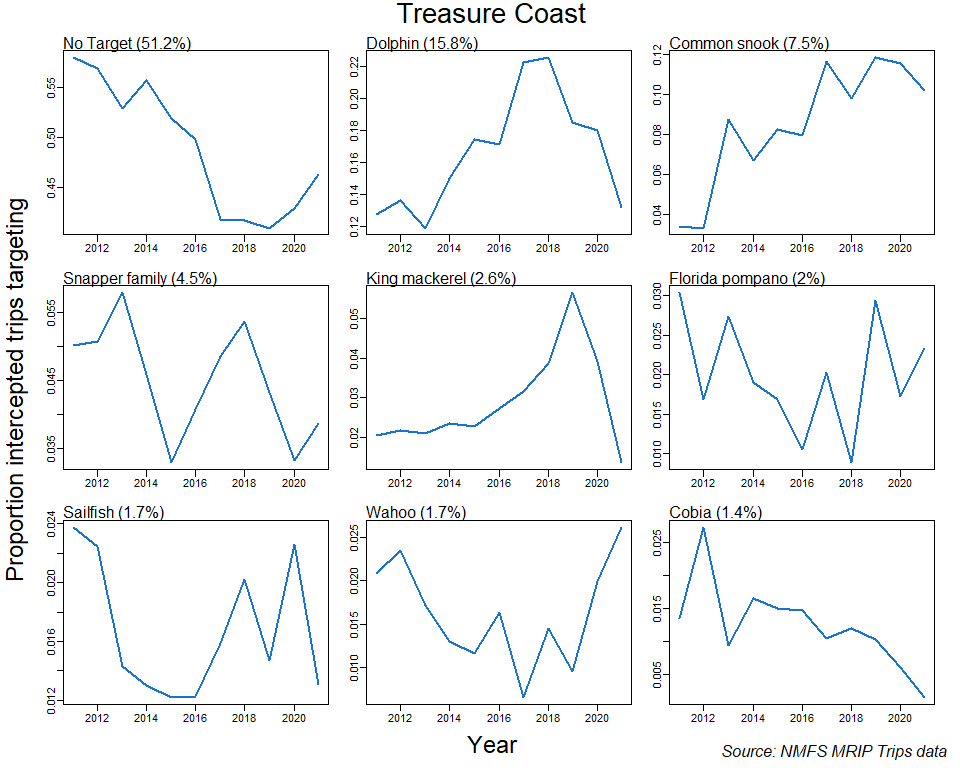 Treasure Coast
No Target (51.2%)
Dolphin (15.8%)
Common snook (7.5%)
0.55
0.50
0.45
0.22
0.20
0.18
0.16
0.14
0.12
0.12
0.10
0.08
0.06
0.04
2012 2014 2016 2018 2020
2012 2014 2016 2018 2020
2012 2014 2016 2018 2020
Proportion intercepted trips targeting
Snapper family (4.5%)
King mackerel (2.6%)
Florida pompano (2%)
0.055
0.045
0.035
0.05
0.04
0.03
0.02
0.030
0.025
0.020
0.015
0.010
2012 2014 2016 2018 2020
2012 2014 2016 2018 2020
2012 2014 2016 2018 2020
Sailfish (1.7%)
Wahoo (1.7%)
Cobia (1.4%)
0.024
0.020
0.016
0.012
0.025
0.020
0.015
0.010
0.025
0.015
0.005
2012 2014 2016 2018 2020
2012 2014 2016 2018 2020
2012 2014 2016 2018 2020
Year
Source: NMFS MRIP Trips data